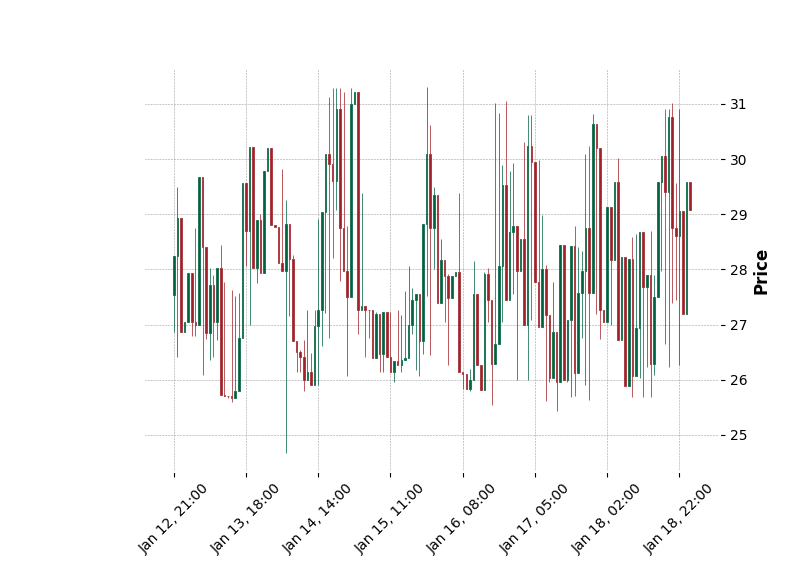 31
30
29
28
27
26
25
Price
Jan 12, 21:00
Jan 13, 18:00
Jan 14, 14:00
Jan 15, 11:00
Jan 16, 08:00
Jan 17, 05:00
Jan 18, 02:00
Jan 18, 22:00